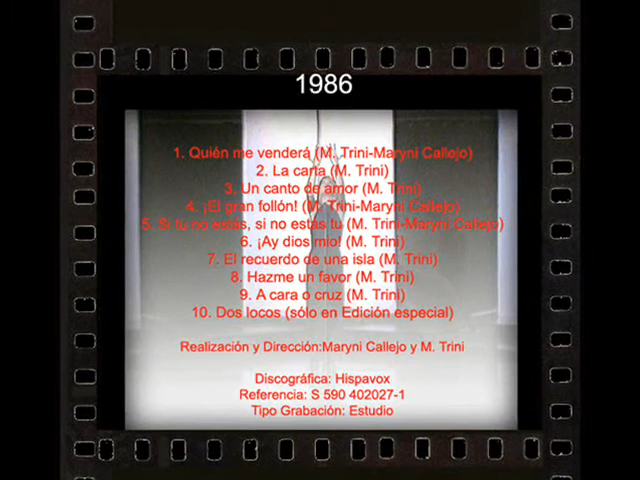 1986
1. Quién me venderá (M. Trini-Maryni Callejo)
2. La carta (M. Trini)
3. Un canto de amor (M. Trini)
4. ¡El gran follón! (M. Trini-Maryni Callejo)
5. Si tu no estás, si no estás tu (M. Trini-Maryni Callejo)
6. ¡Ay dios mío! (M. Trini)
7. El recuerdo de una isla (M. Trini)
8. Hazme un favor (M. Trini)
9. A cara o cruz (M. Trini)
10. Dos locos (sólo en Edición especial)
Realización y Dirección:Maryni Callejo y M. Trini
Discográfica: Hispavox
Referencia: S 590 402027-1
Tipo Grabación: Estudio